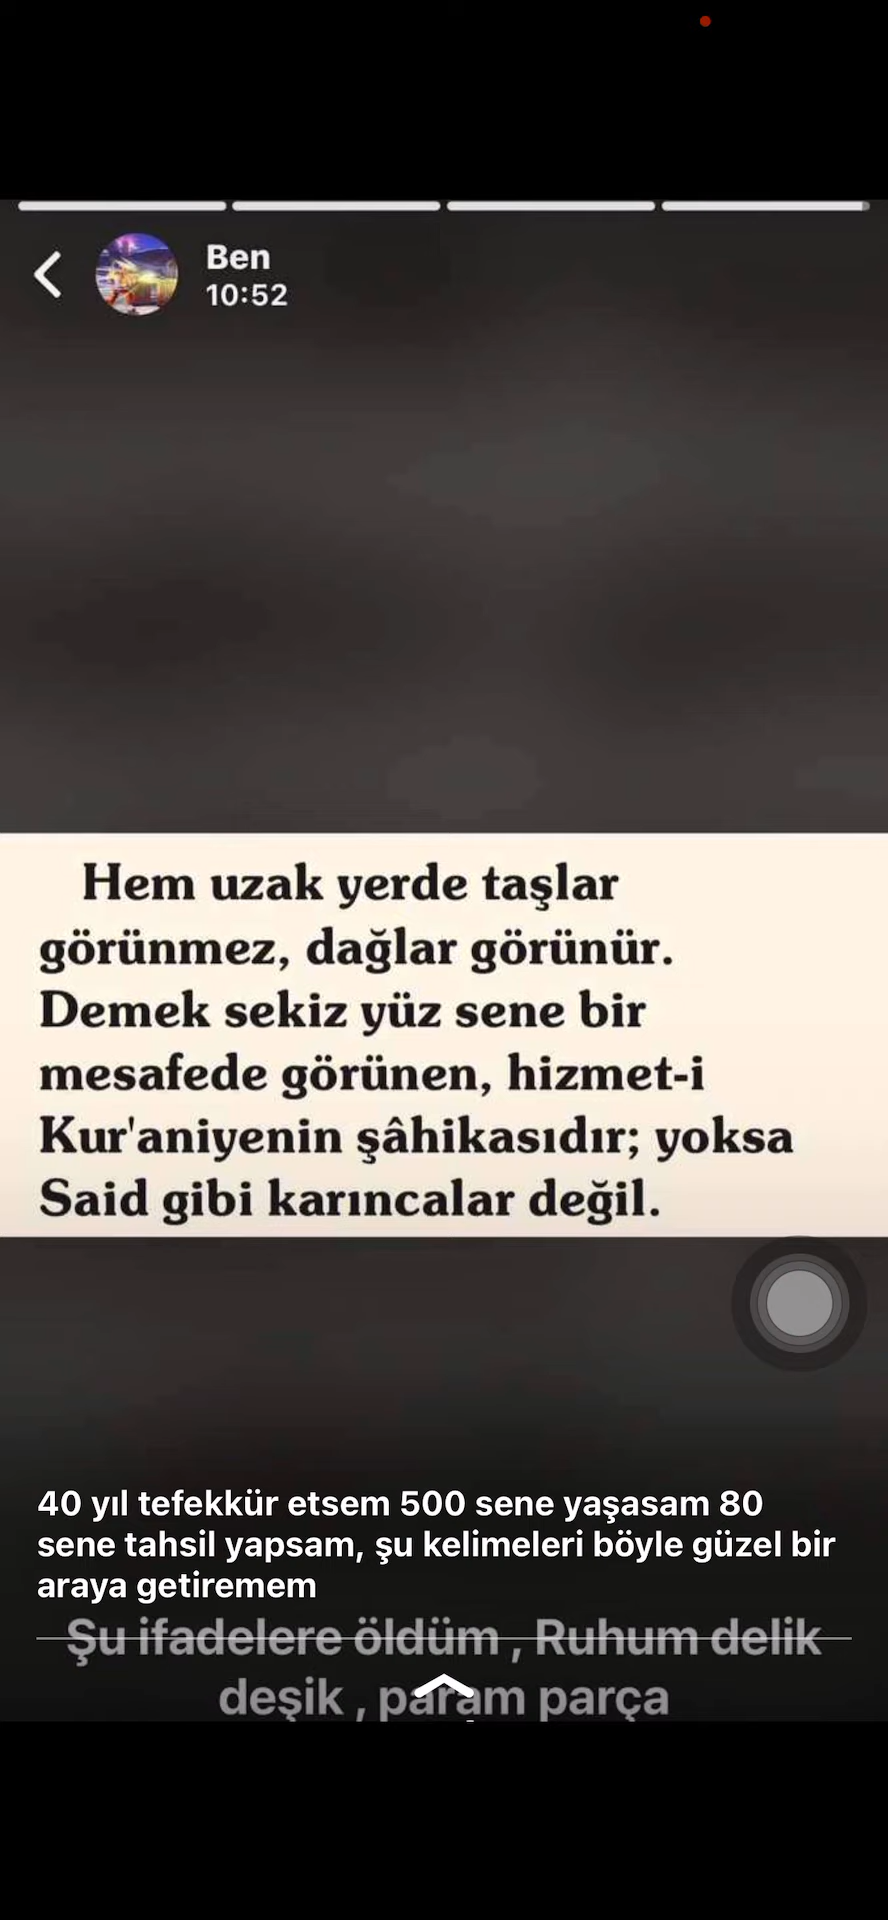 Ben
10:52
Hem uzak yerde taşlar
görünmez, dağlar görünür.
Demek sekiz yüz sene bir
mesafede görünen, hizmet-i
Kur'aniyenin şâhikasıdır; yoksa
Said gibi karıncalar değil.
40 yıl tefekkür etsem 500 sene yaşasam 80
sene tahsil yapsam, şu kelimeleri böyle güzel bir
araya getiremem
Şu ifadelere öldüm , Ruhum delik
deşik , param parça